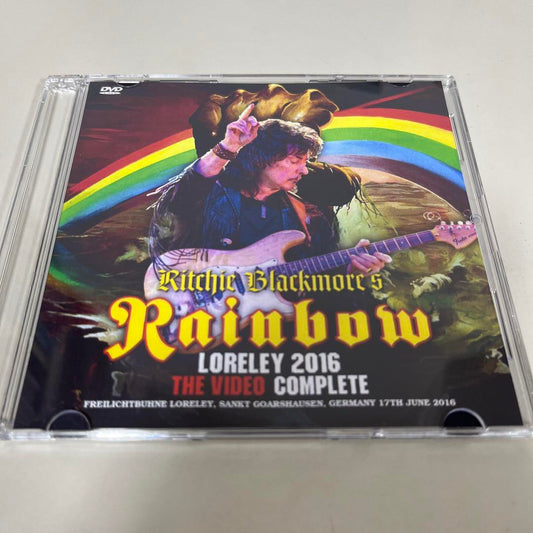 DVD
Ritchie Blackmore's
Rainbow
LORELEY 2016
THE VIDEO COMPLETE
FREILICHTBUHNE LORELEY, SANKT GOARSHAUSEN, GERMANY 17TH JUNE 2016